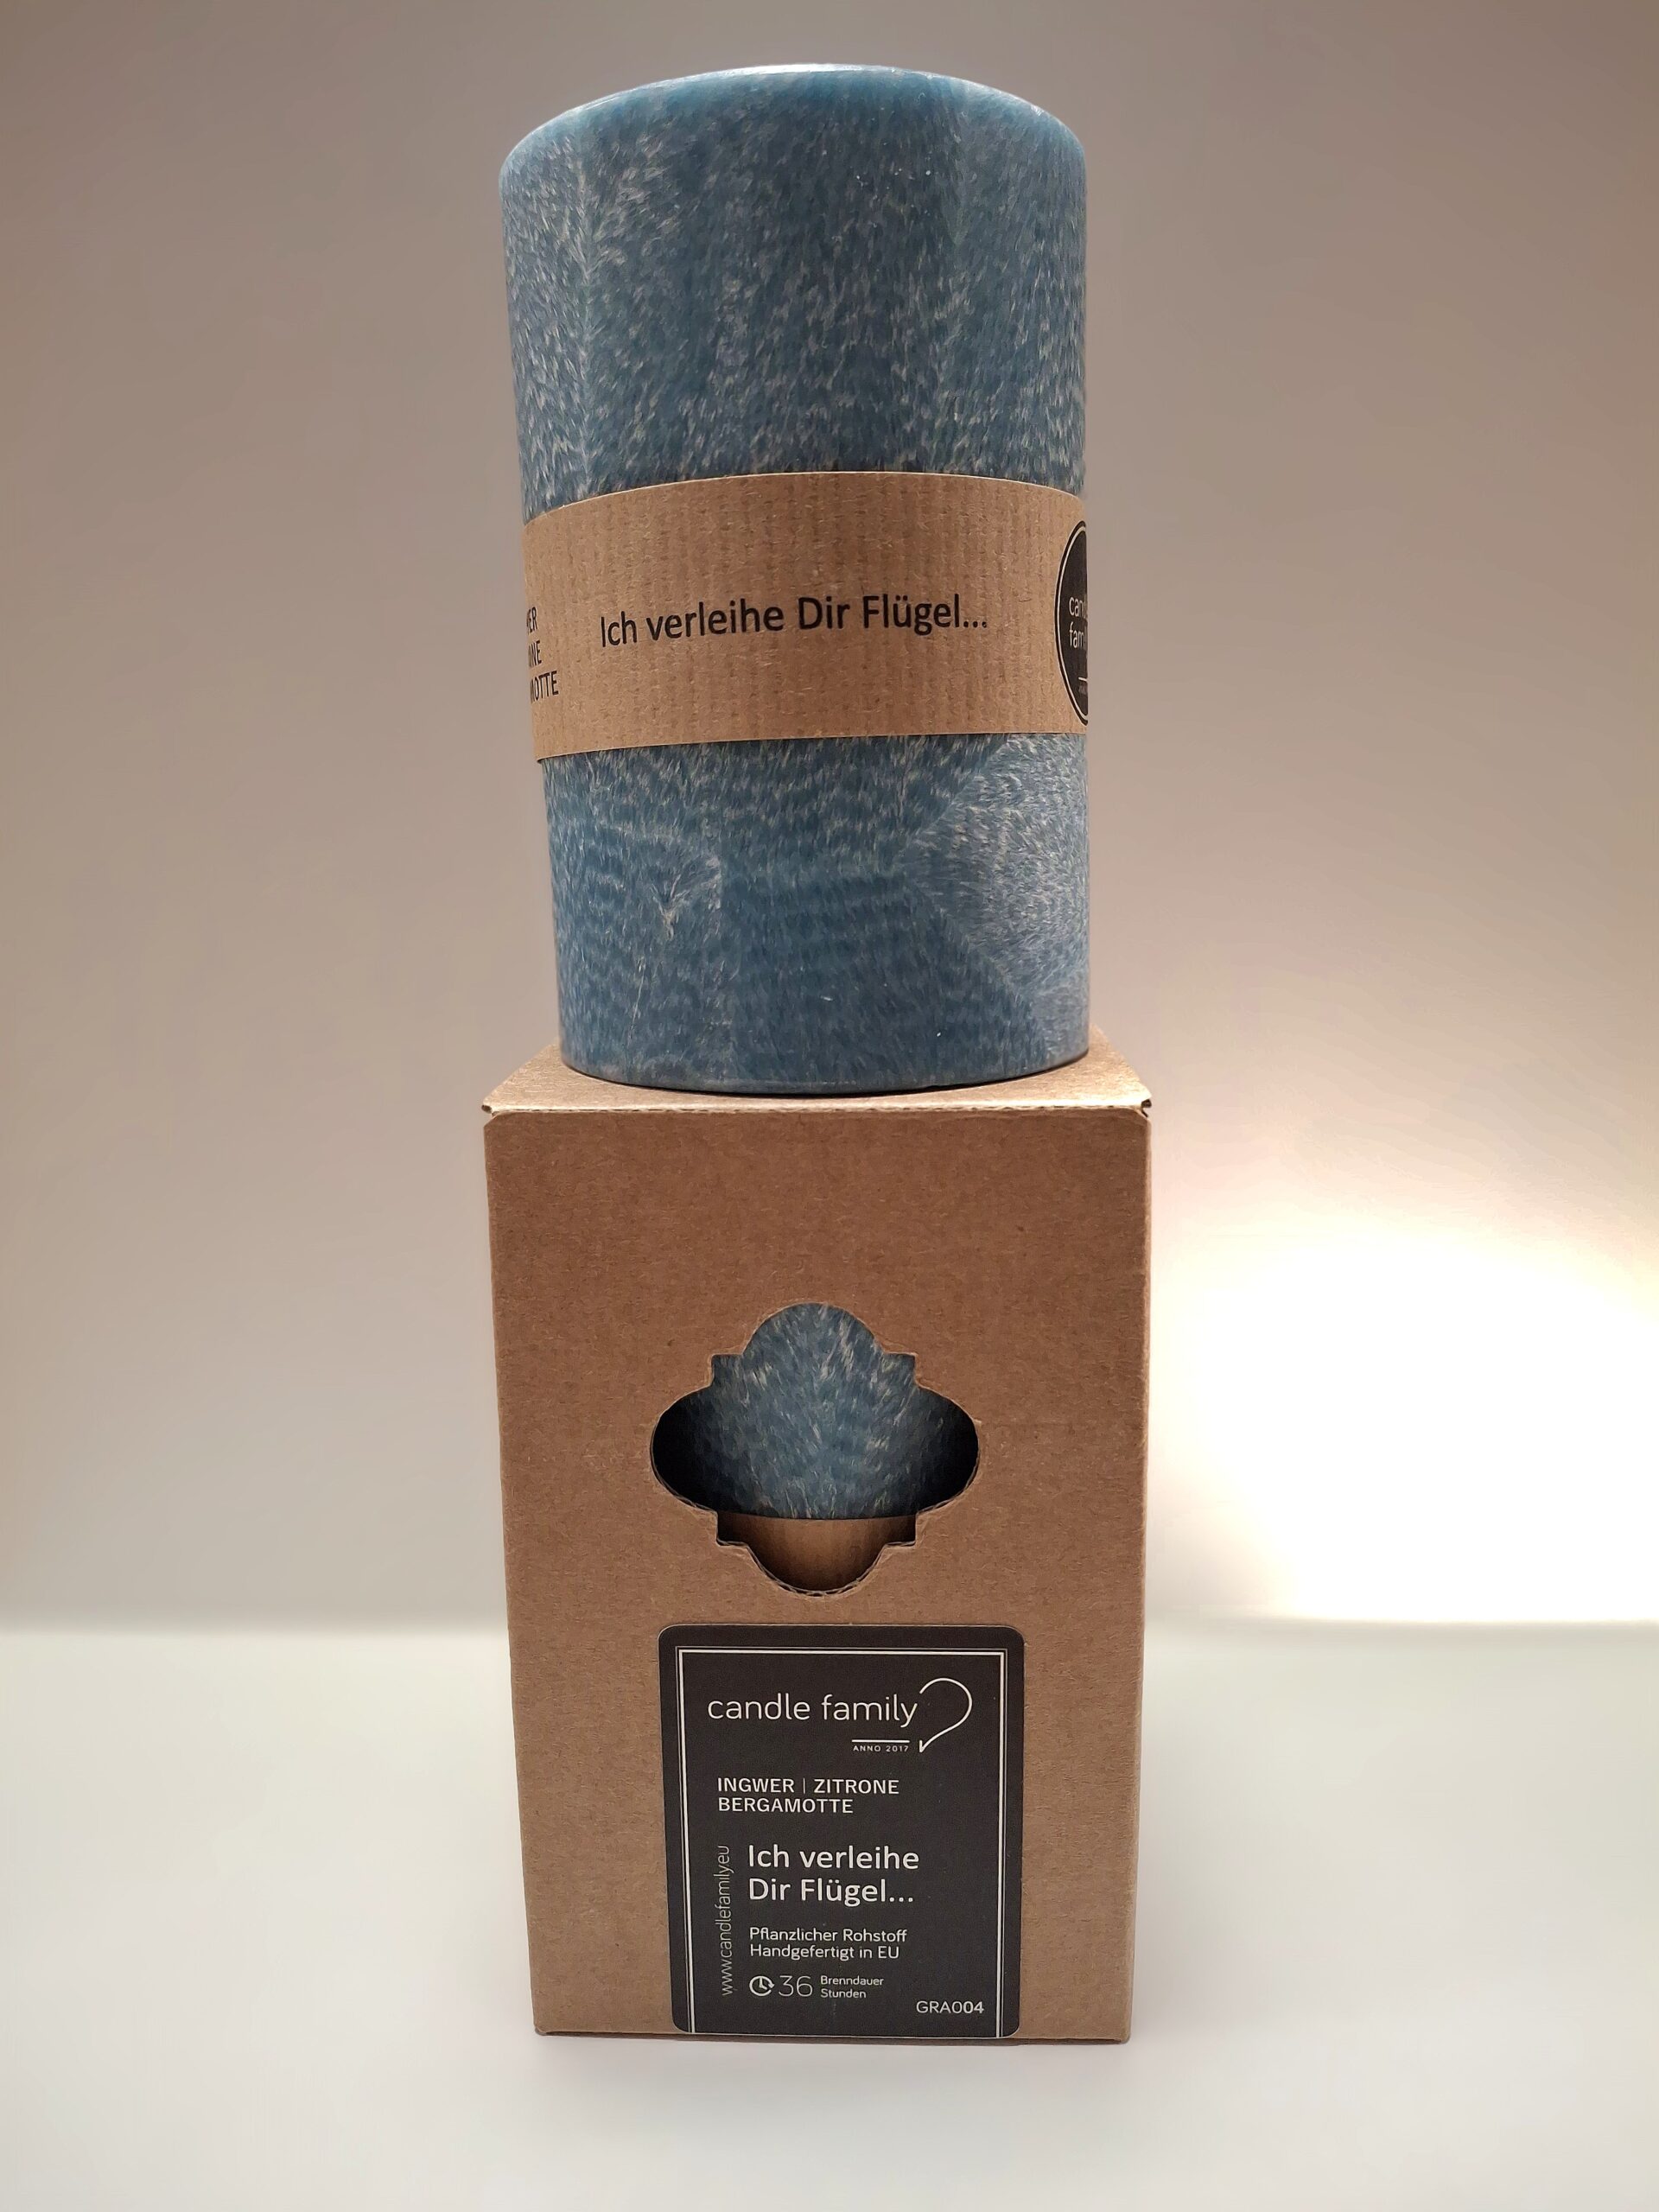 Ich verleihe Dir Flügel...
candle family
ANNO 2017
INGWER | ZITRONE
BERGAMOTTE
www.candlefamily.eu
Ich verleihe
Dir Flügel...
Pflanzlicher Rohstoff
Handgefertigt in EU
36 Brenndauer
Stunden
GRA004